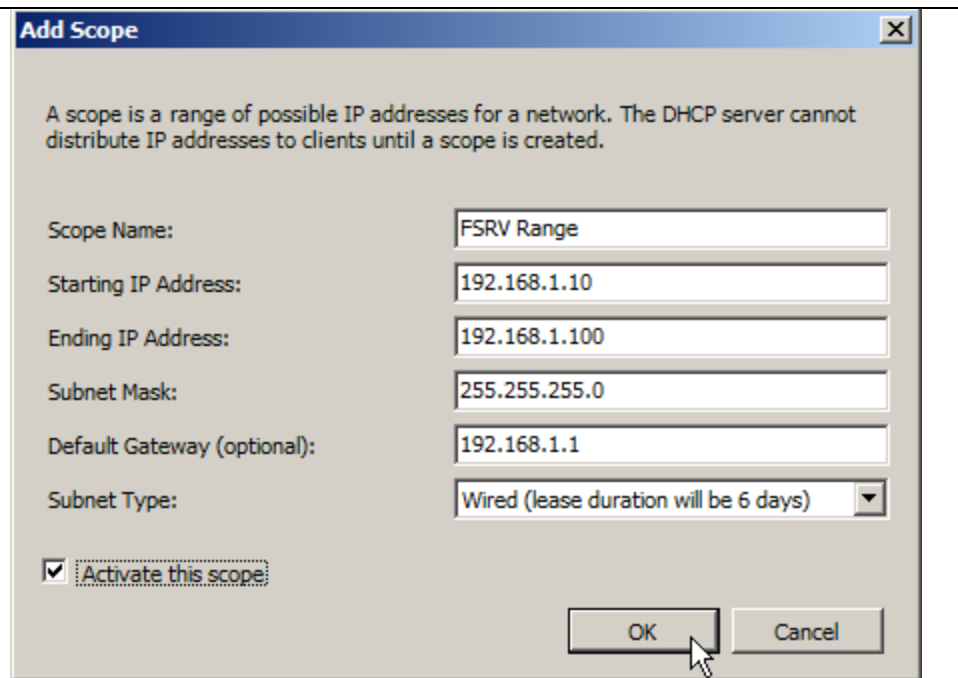 Add Scope
A scope is a range of possible IP addresses for a network. The DHCP server cannot
distribute IP addresses to clients until a scope is created.
Scope Name: FSRV Range
Starting IP Address: 192.168.1.10
Ending IP Address: 192.168.1.100
Subnet Mask: 255.255.255.0
Default Gateway (optional): 192.168.1.1
Subnet Type: Wired (lease duration will be 6 days)
Activate this scope
OK Cancel